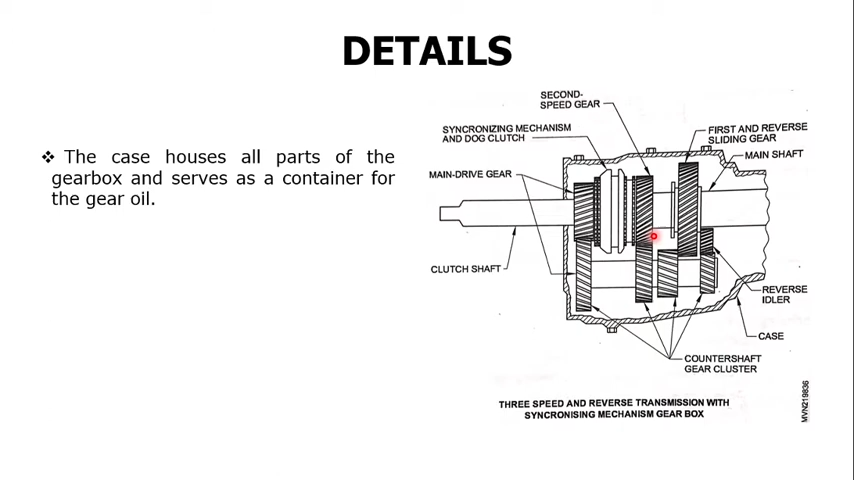 DETAILS
❖ The case houses all parts of the
gearbox and serves as a container for
the gear oil.
SECOND-
SPEED GEAR
SYNCRONIZING MECHANISM
AND DOG CLUTCH
FIRST AND REVERSE
SLIDING GEAR
MAIN SHAFT
MAIN-DRIVE GEAR
CLUTCH SHAFT
REVERSE
IDLER
CASE
COUNTERSHAFT
GEAR CLUSTER
THREE SPEED AND REVERSE TRANSMISSION WITH
SYNCRONISING MECHANISM GEAR BOX
MVN219836